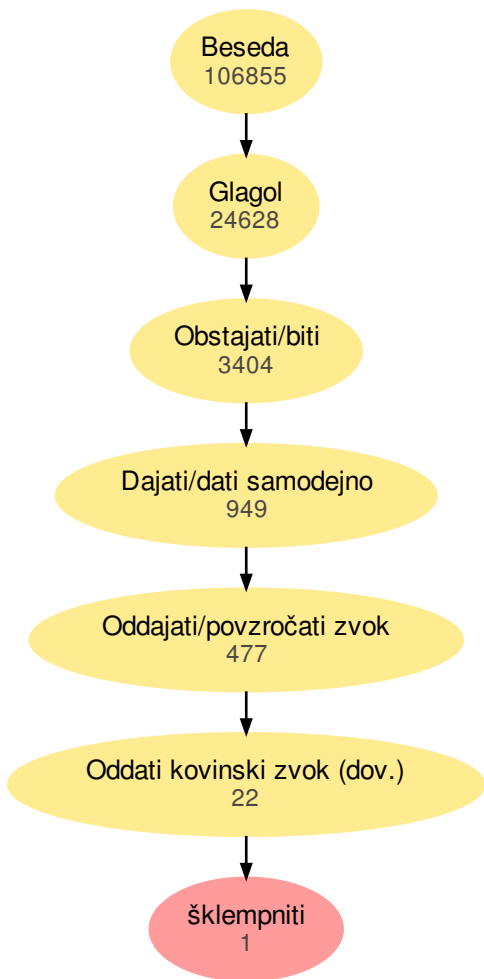 Beseda
106855
Glagol
24628
Obstajati/biti
3404
Dajati/dati samodejno
949
Oddajati/povzročati zvok
477
Oddati kovinski zvok (dov.)
22
šklempniti
1